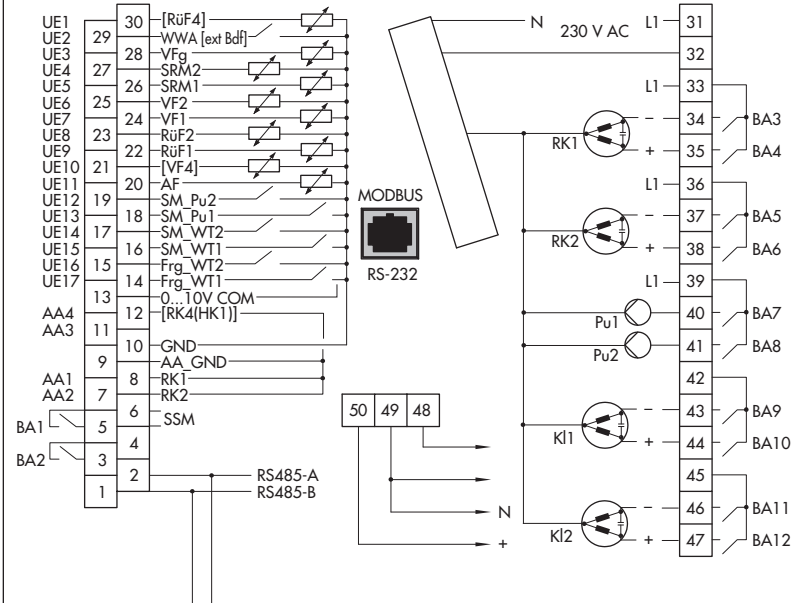 UE1 30 [RüF4] N 230 V AC L1 31
UE2 29 WWA [ext Bdf] 32
UE3 28 VFg
UE4 27 SRM2 L1 33
UE5 26 SRM1
UE6 25 VF2 RK1 − 34 BA3
UE7 24 VF1
UE8 23 RüF2 + 35 BA4
UE9 22 RüF1
UE10 21 [VF4] L1 36
UE11 20 AF
UE12 19 SM_Pu2 MODBUS RK2 − 37 BA5
UE13 18 SM_Pu1
UE14 17 SM_WT2 + 38 BA6
UE15 16 SM_WT1
UE16 15 Frg_WT2 RS-232
UE17 14 Frg_WT1 L1 39
13 0...10V COM
AA4 12 [RK4(HK1)] Pu1 40 BA7
AA3 11
10 GND Pu2 41 BA8
9 AA_GND
AA1 8 RK1 42
AA2 7 RK2
6 SSM 50 49 48 Kl1 − 43 BA9
BA1 5
4 + 44 BA10
BA2 3
2 RS485-A 45
1 RS485-B
N Kl2 − 46 BA11
+ + 47 BA12